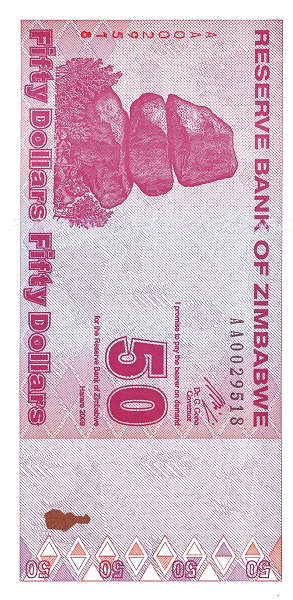 RESERVE BANK OF ZIMBABWE
AA0029518
AA0029518
I promise to pay the bearer on demand
Dr. G. Gono
Governor
50
for the Reserve Bank of Zimbabwe
Harare 2009
Fifty Dollars Fifty Dollars
50
50
50
50
50